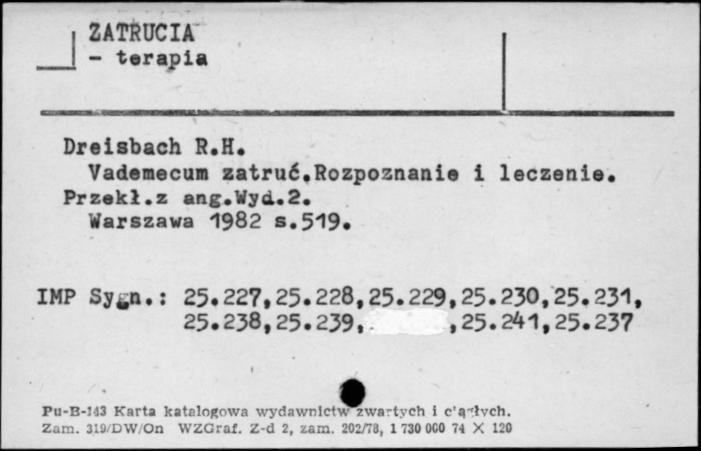 ZATRUCIA
- terapia
Dreisbach R.H.
Vademecum zatruć.Rozpoznanie i leczenie.
Przekł.z ang.Wyd.2.
Warszawa 1982 s.519.
IMP Sygn.: 25.227,25.228,25.229,25.230,25.231,
25.238,25.239, ,25.241,25.237
Pu-B-143 Karta katalogowa wydawnictw zwartych i ciągłych.
Zam. 319/DW/On WZGraf. Z-d 2, zam. 202/78, 1 730 000 74 X 120